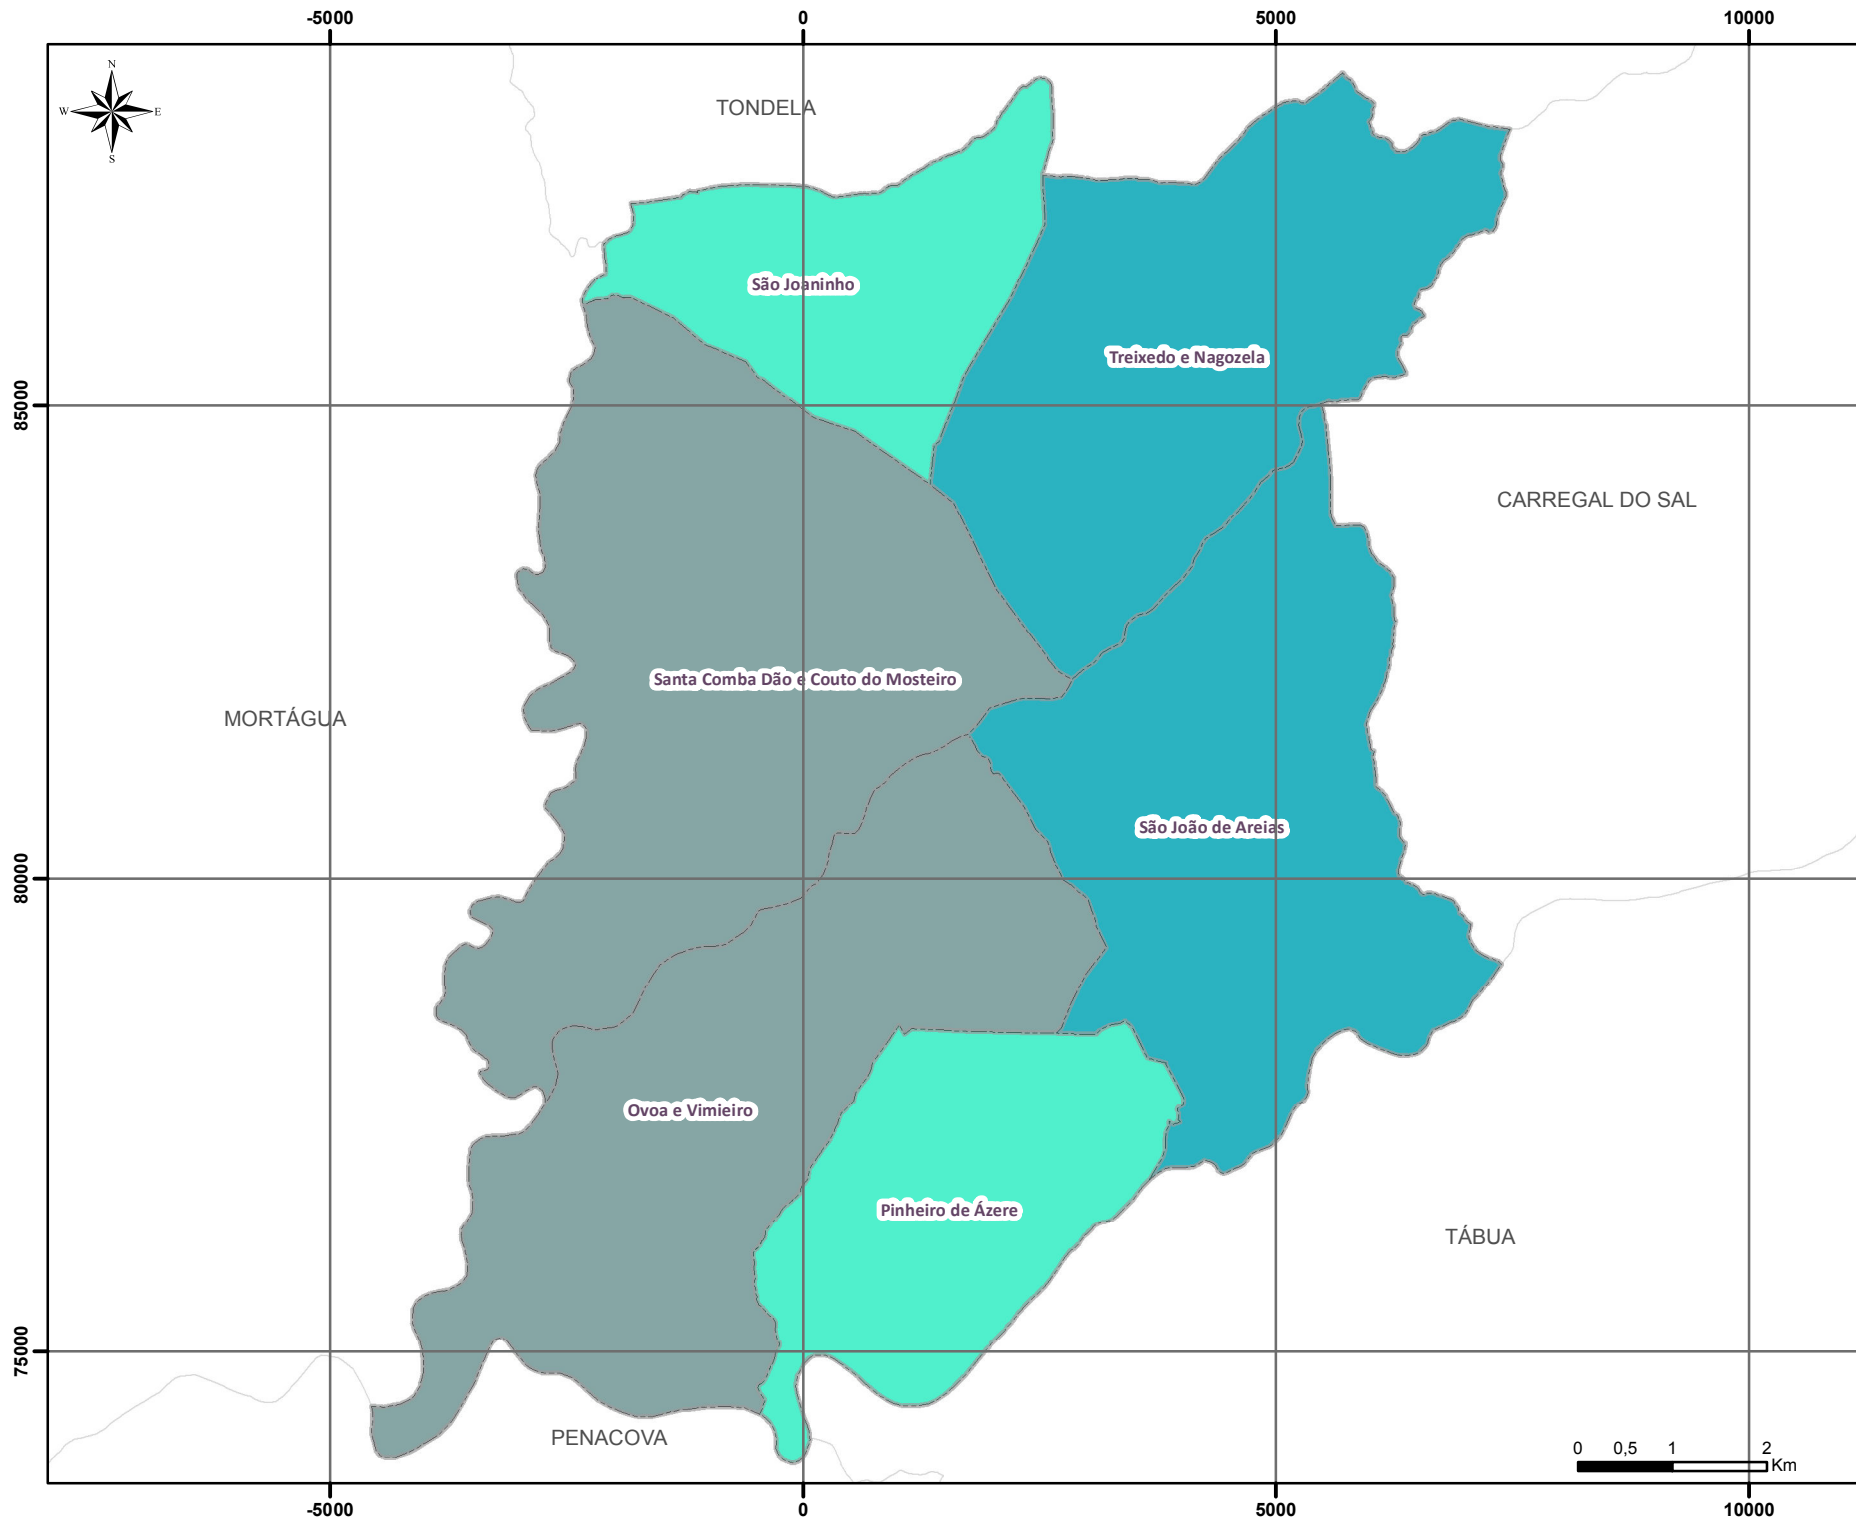 -5000 0 5000 10000
N
W E
S
TONDELA
São Joaninho
Treixedo e Nagozela
85000
CARREGAL DO SAL
Santa Comba Dão e Couto do Mosteiro
MORTÁGUA
São João de Areias
80000
Ovoa e Vimieiro
Pinheiro de Ázere
TÁBUA
75000
PENACOVA
0 0,5 1 2
Km
-5000 0 5000 10000